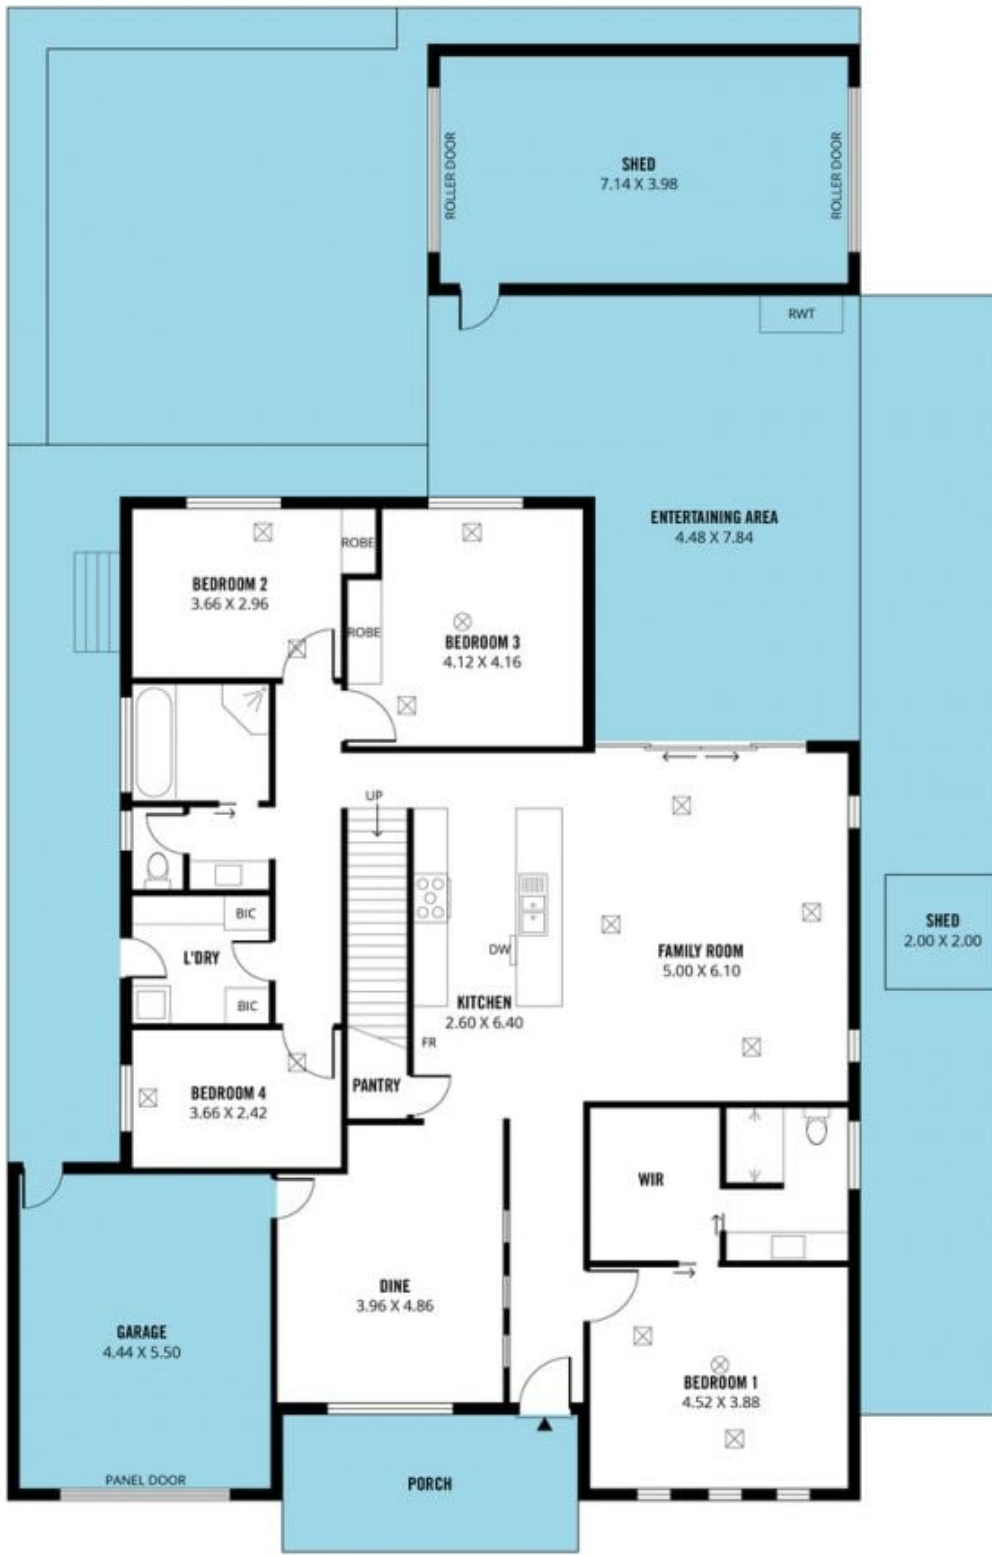 SHED
7.14 X 3.98
ROLLER DOOR
ROLLER DOOR
RWT
ENTERTAINING AREA
4.48 X 7.84
ROBE
BEDROOM 2
3.66 X 2.96
ROBE
BEDROOM 3
4.12 X 4.16
UP
BIC
L'DRY
BIC
DW
KITCHEN
2.60 X 6.40
FR
FAMILY ROOM
5.00 X 6.10
SHED
2.00 X 2.00
BEDROOM 4
3.66 X 2.42
PANTRY
WIR
DINE
3.96 X 4.86
GARAGE
4.44 X 5.50
BEDROOM 1
4.52 X 3.88
PANEL DOOR
PORCH